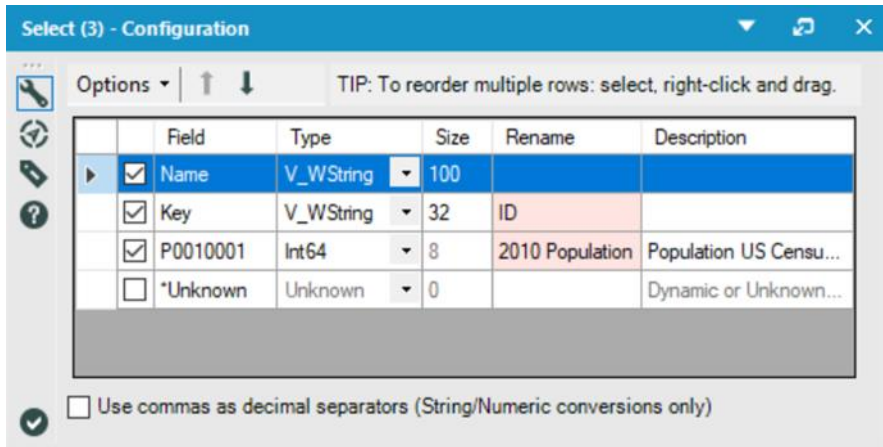 Select (3) - Configuration
Options TIP: To reorder multiple rows: select, right-click and drag.
Field Type Size Rename Description
Name V_WString 100
Key V_WString 32 ID
P0010001 Int64 8 2010 Population Population US Censu...
*Unknown Unknown 0 Dynamic or Unknown...
Use commas as decimal separators (String/Numeric conversions only)